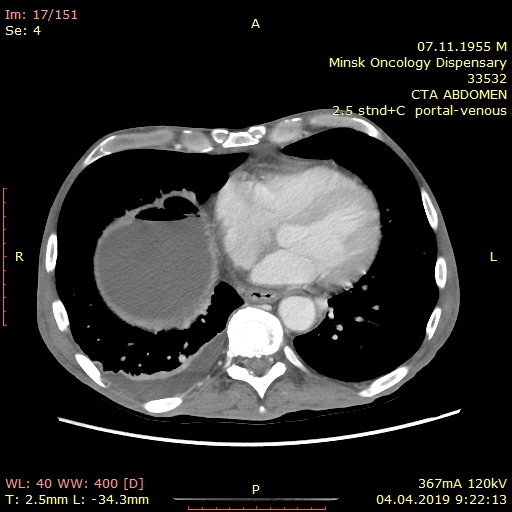 Im: 17/151
Se: 4
A
07.11.1955 M
Minsk Oncology Dispensary
33532
CTA ABDOMEN
2.5 stnd+C portal-venous
R
L
WL: 40 WW: 400 [D]
T: 2.5mm L: -34.3mm
P
367mA 120kV
04.04.2019 9:22:13